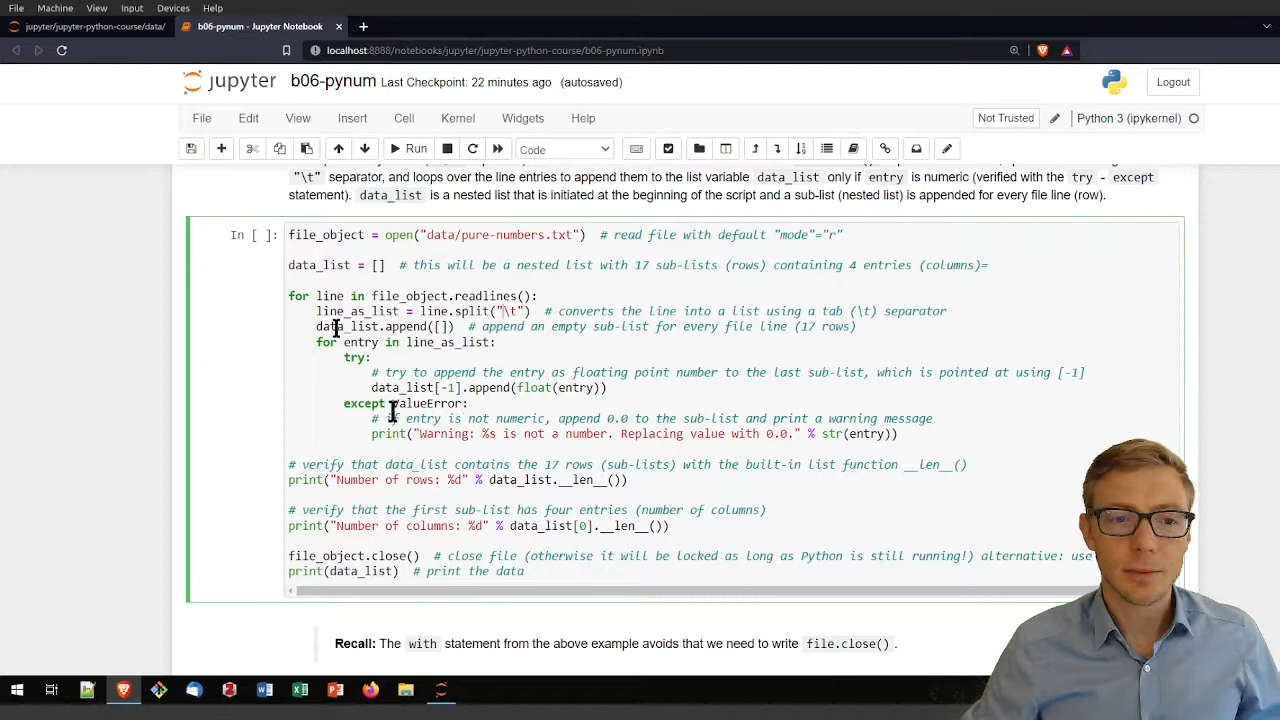 File Machine View Input Devices Help
jupyter/jupyter-python-course/data/
b06-pynum - Jupyter Notebook
localhost:8888/notebooks/jupyter/jupyter-python-course/b06-pynum.ipynb
jupyter b06-pynum Last Checkpoint: 22 minutes ago (autosaved) Logout
File Edit View Insert Cell Kernel Widgets Help Not Trusted Python 3 (ipykernel)
Run Code
"\t" separator, and loops over the line entries to append them to the list variable data_list only if entry is numeric (verified with the try - except
statement). data_list is a nested list that is initiated at the beginning of the script and a sub-list (nested list) is appended for every file line (row).
In [ ]: file_object = open("data/pure-numbers.txt") # read file with default "mode"="r"
data_list = [] # this will be a nested list with 17 sub-lists (rows) containing 4 entries (columns)=
for line in file_object.readlines():
line_as_list = line.split("\t") # converts the line into a list using a tab (\t) separator
data_list.append([]) # append an empty sub-list for every file line (17 rows)
for entry in line_as_list:
try:
# try to append the entry as floating point number to the last sub-list, which is pointed at using [-1]
data_list[-1].append(float(entry))
except ValueError:
# if entry is not numeric, append 0.0 to the sub-list and print a warning message
print("Warning: %s is not a number. Replacing value with 0.0." % str(entry))
# verify that data_list contains the 17 rows (sub-lists) with the built-in list function __len__()
print("Number of rows: %d" % data_list.__len__())
# verify that the first sub-list has four entries (number of columns)
print("Number of columns: %d" % data_list[0].__len__())
file_object.close() # close file (otherwise it will be locked as long as Python is still running!) alternative: use
print(data_list) # print the data
Recall: The with statement from the above example avoids that we need to write file.close() .